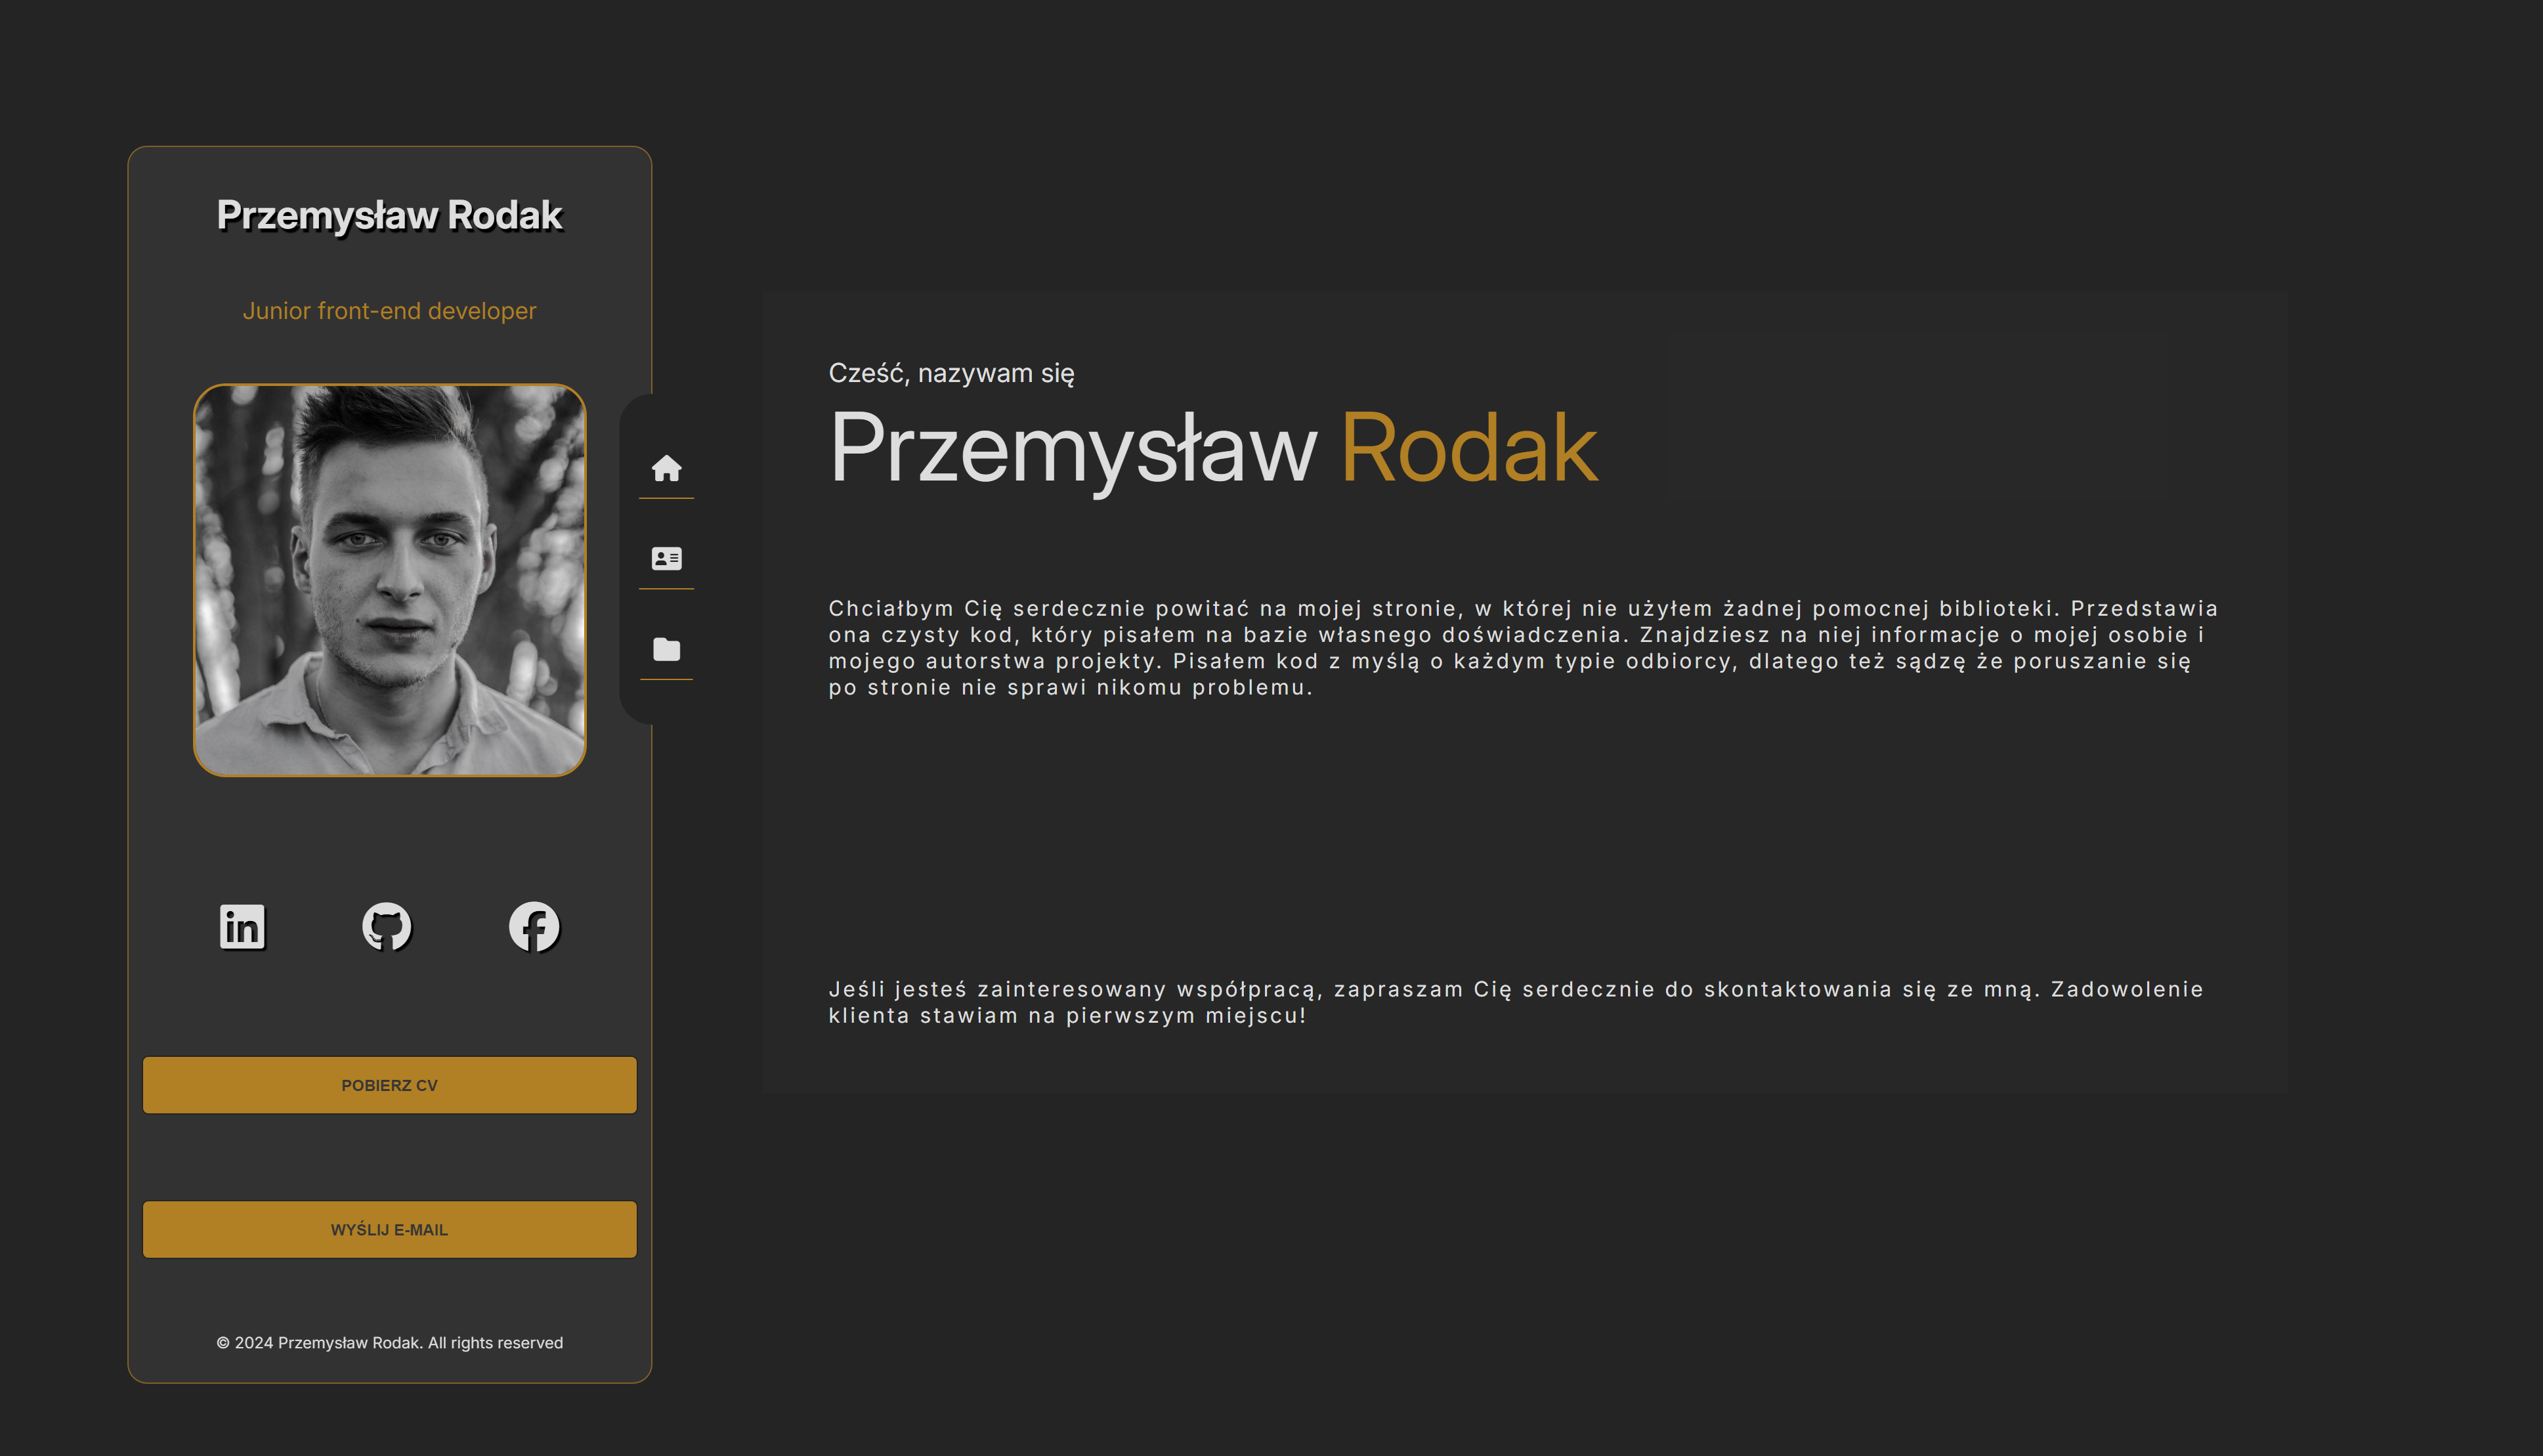 Przemysław Rodak
Junior front-end developer
POBIERZ CV
WYŚLIJ E-MAIL
© 2024 Przemysław Rodak. All rights reserved
Cześć, nazywam się
Przemysław Rodak
Chciałbym Cię serdecznie powitać na mojej stronie, w której nie użyłem żadnej pomocnej biblioteki. Przedstawia
ona czysty kod, który pisałem na bazie własnego doświadczenia. Znajdziesz na niej informacje o mojej osobie i
mojego autorstwa projekty. Pisałem kod z myślą o każdym typie odbiorcy, dlatego też sądzę że poruszanie się
po stronie nie sprawi nikomu problemu.
Jeśli jesteś zainteresowany współpracą, zapraszam Cię serdecznie do skontaktowania się ze mną. Zadowolenie
klienta stawiam na pierwszym miejscu!